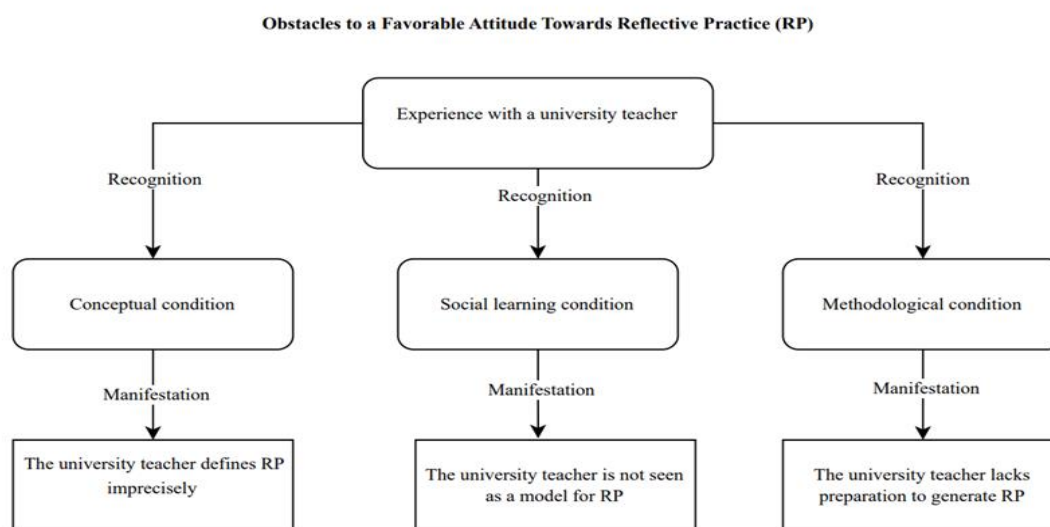 Obstacles to a Favorable Attitude Towards Reflective Practice (RP)
Experience with a university teacher
Recognition
Recognition
Recognition
Conceptual condition
Social learning condition
Methodological condition
Manifestation
Manifestation
Manifestation
The university teacher defines RP
imprecisely
The university teacher is not seen
as a model for RP
The university teacher lacks
preparation to generate RP